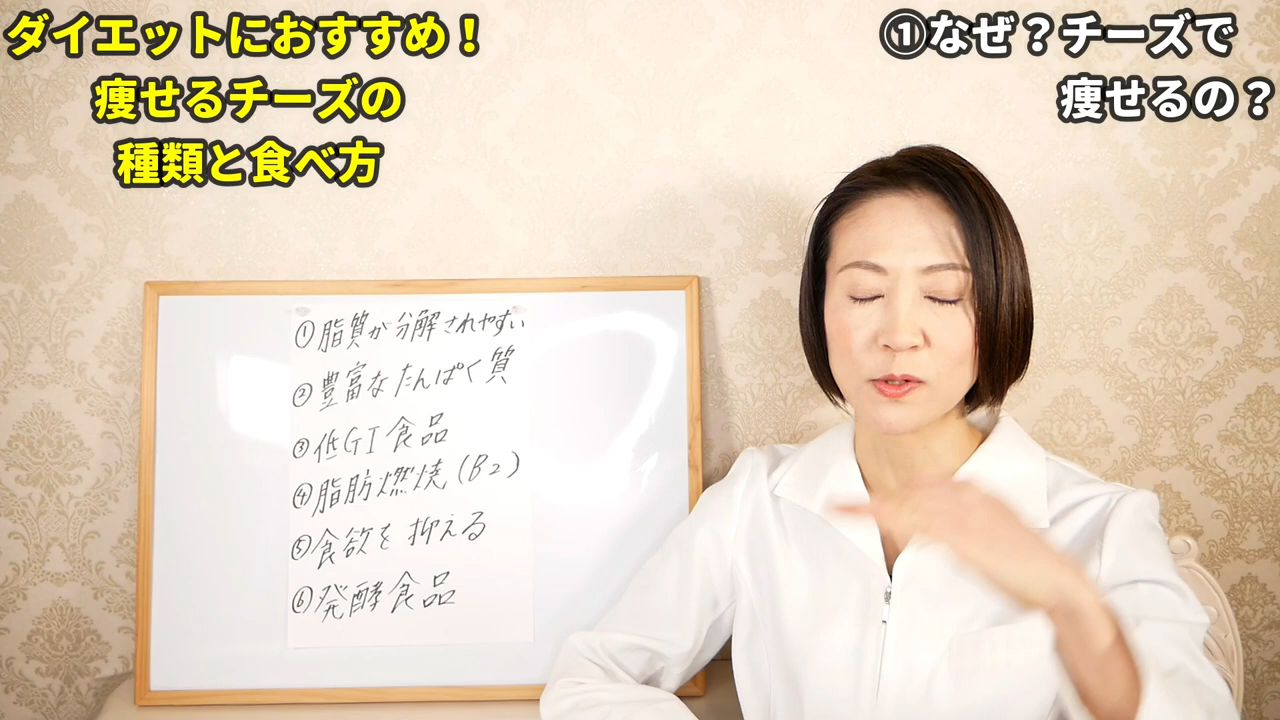 ダイエットにおすすめ！
痩せるチーズの
種類と食べ方
①なぜ？チーズで
痩せるの？
①脂質が分解されやすい
②豊富なたんぱく質
③低GI食品
④脂肪燃焼(B2)
⑤食欲を抑える
⑥発酵食品